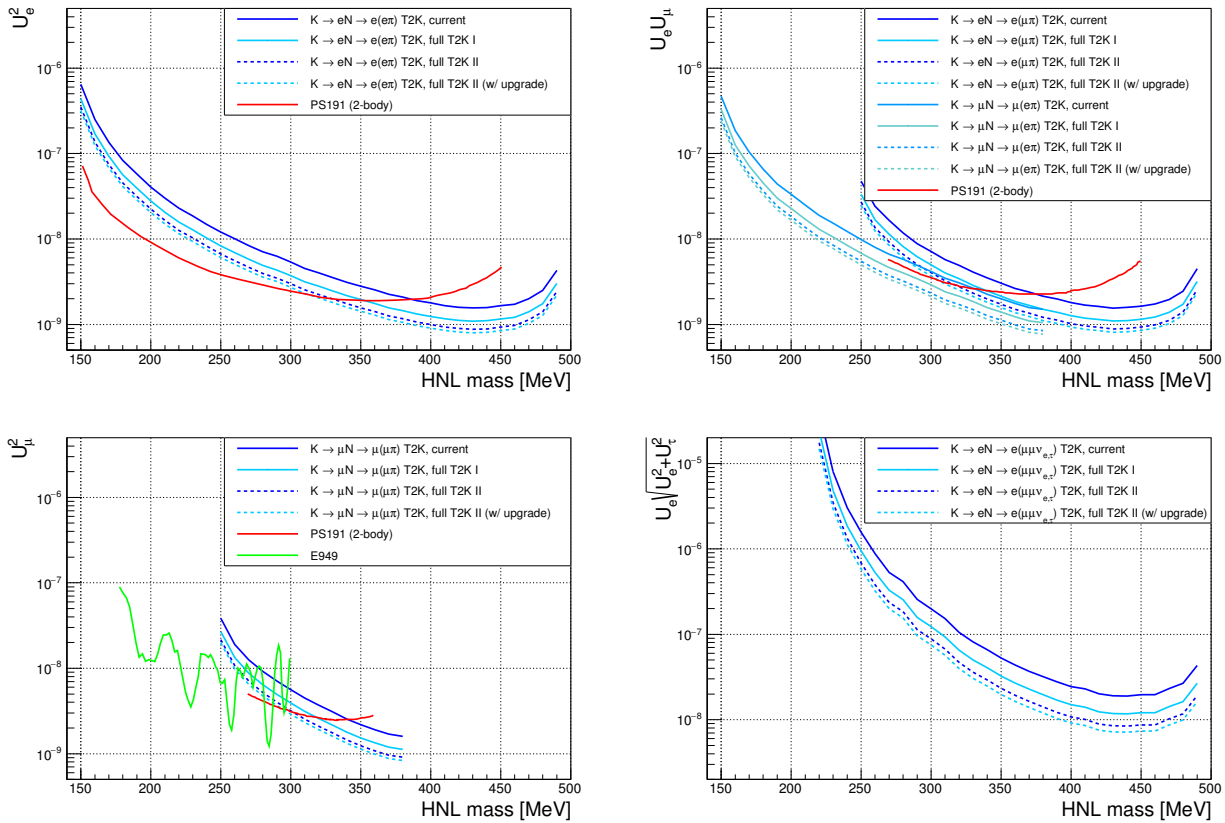 U²ₑ
K → eN → e(eπ) T2K, current
K → eN → e(eπ) T2K, full T2K I
K → eN → e(eπ) T2K, full T2K II
K → eN → e(eπ) T2K, full T2K II (w/ upgrade)
PS191 (2-body)
10⁻⁶
10⁻⁷
10⁻⁸
10⁻⁹
150 200 250 300 350 400 450 500
HNL mass [MeV]
UₑU_μ
K → eN → e(μπ) T2K, current
K → eN → e(μπ) T2K, full T2K I
K → eN → e(μπ) T2K, full T2K II
K → eN → e(μπ) T2K, full T2K II (w/ upgrade)
K → μN → μ(eπ) T2K, current
K → μN → μ(eπ) T2K, full T2K I
K → μN → μ(eπ) T2K, full T2K II
K → μN → μ(eπ) T2K, full T2K II (w/ upgrade)
PS191 (2-body)
10⁻⁶
10⁻⁷
10⁻⁸
10⁻⁹
150 200 250 300 350 400 450 500
HNL mass [MeV]
U²_μ
K → μN → μ(μπ) T2K, current
K → μN → μ(μπ) T2K, full T2K I
K → μN → μ(μπ) T2K, full T2K II
K → μN → μ(μπ) T2K, full T2K II (w/ upgrade)
PS191 (2-body)
E949
10⁻⁶
10⁻⁷
10⁻⁸
10⁻⁹
150 200 250 300 350 400 450 500
HNL mass [MeV]
Uₑ√U²ₑ+U²_τ
K → eN → e(μμν_{e,τ}) T2K, current
K → eN → e(μμν_{e,τ}) T2K, full T2K I
K → eN → e(μμν_{e,τ}) T2K, full T2K II
K → eN → e(μμν_{e,τ}) T2K, full T2K II (w/ upgrade)
10⁻⁵
10⁻⁶
10⁻⁷
10⁻⁸
150 200 250 300 350 400 450 500
HNL mass [MeV]